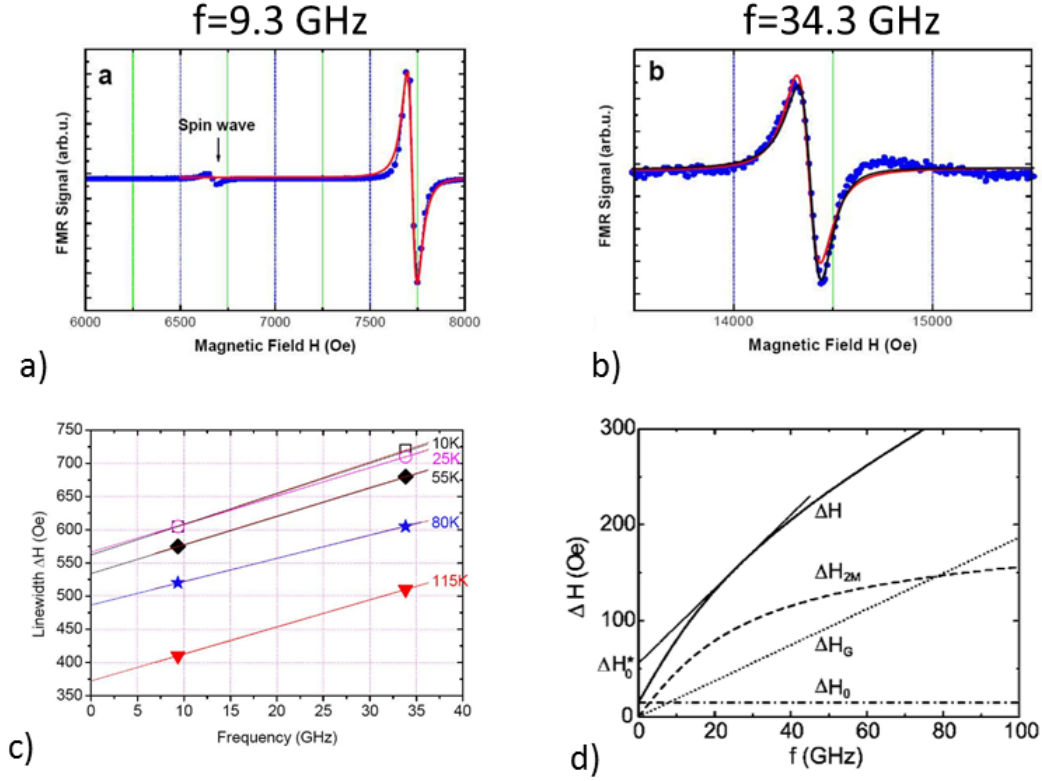 f=9.3 GHz
f=34.3 GHz
a
Spin wave
FMR Signal (arb.u.)
6000 6500 7000 7500 8000
Magnetic Field H (Oe)
a)
b
FMR Signal (arb.u.)
14000 15000
Magnetic Field H (Oe)
b)
750
700
650
600
550
500
450
400
350
Linewidth ΔH (Oe)
10K
25K
55K
80K
115K
0 5 10 15 20 25 30 35 40
Frequency (GHz)
c)
300
200
100
0
Δ H (Oe)
ΔH
ΔH2M
ΔHG
ΔH0
ΔH0*
0 20 40 60 80 100
f (GHz)
d)